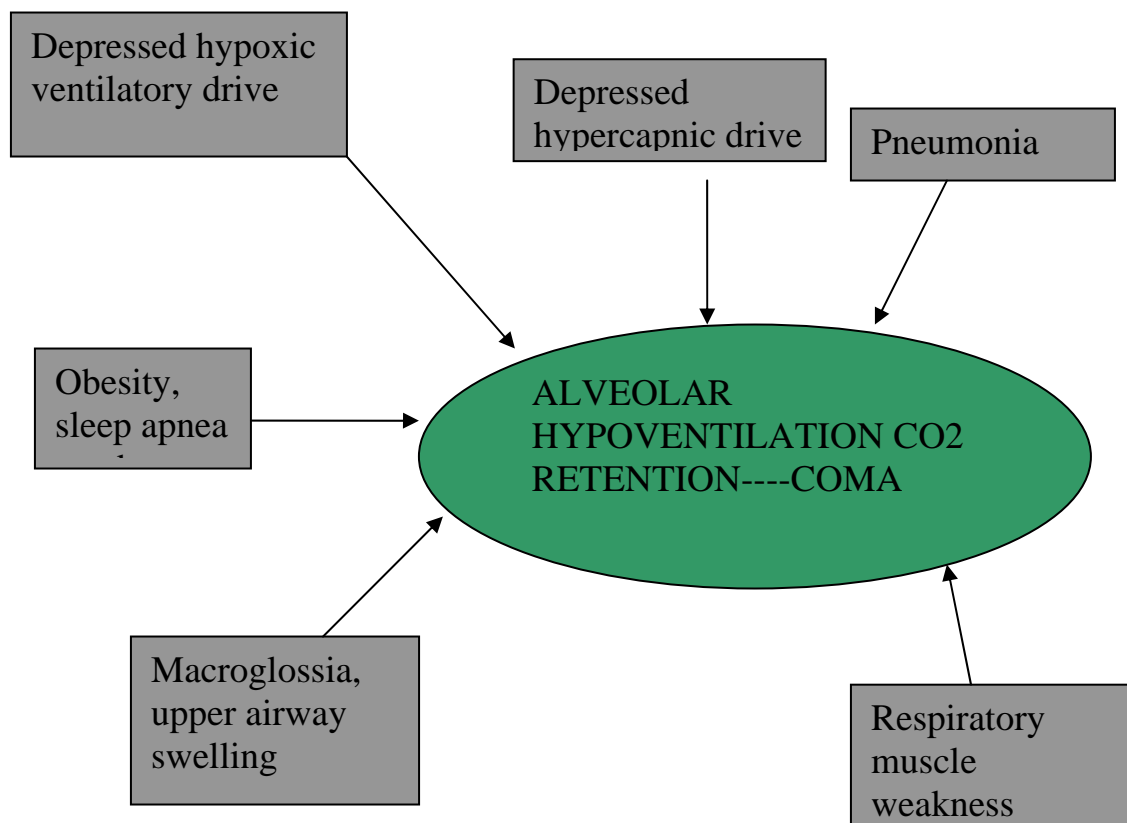 Depressed hypoxic
ventilatory drive
Depressed
hypercapnic drive
Pneumonia
Obesity,
sleep apnea
ALVEOLAR
HYPOVENTILATION CO2
RETENTION----COMA
Macroglossia,
upper airway
swelling
Respiratory
muscle
weakness